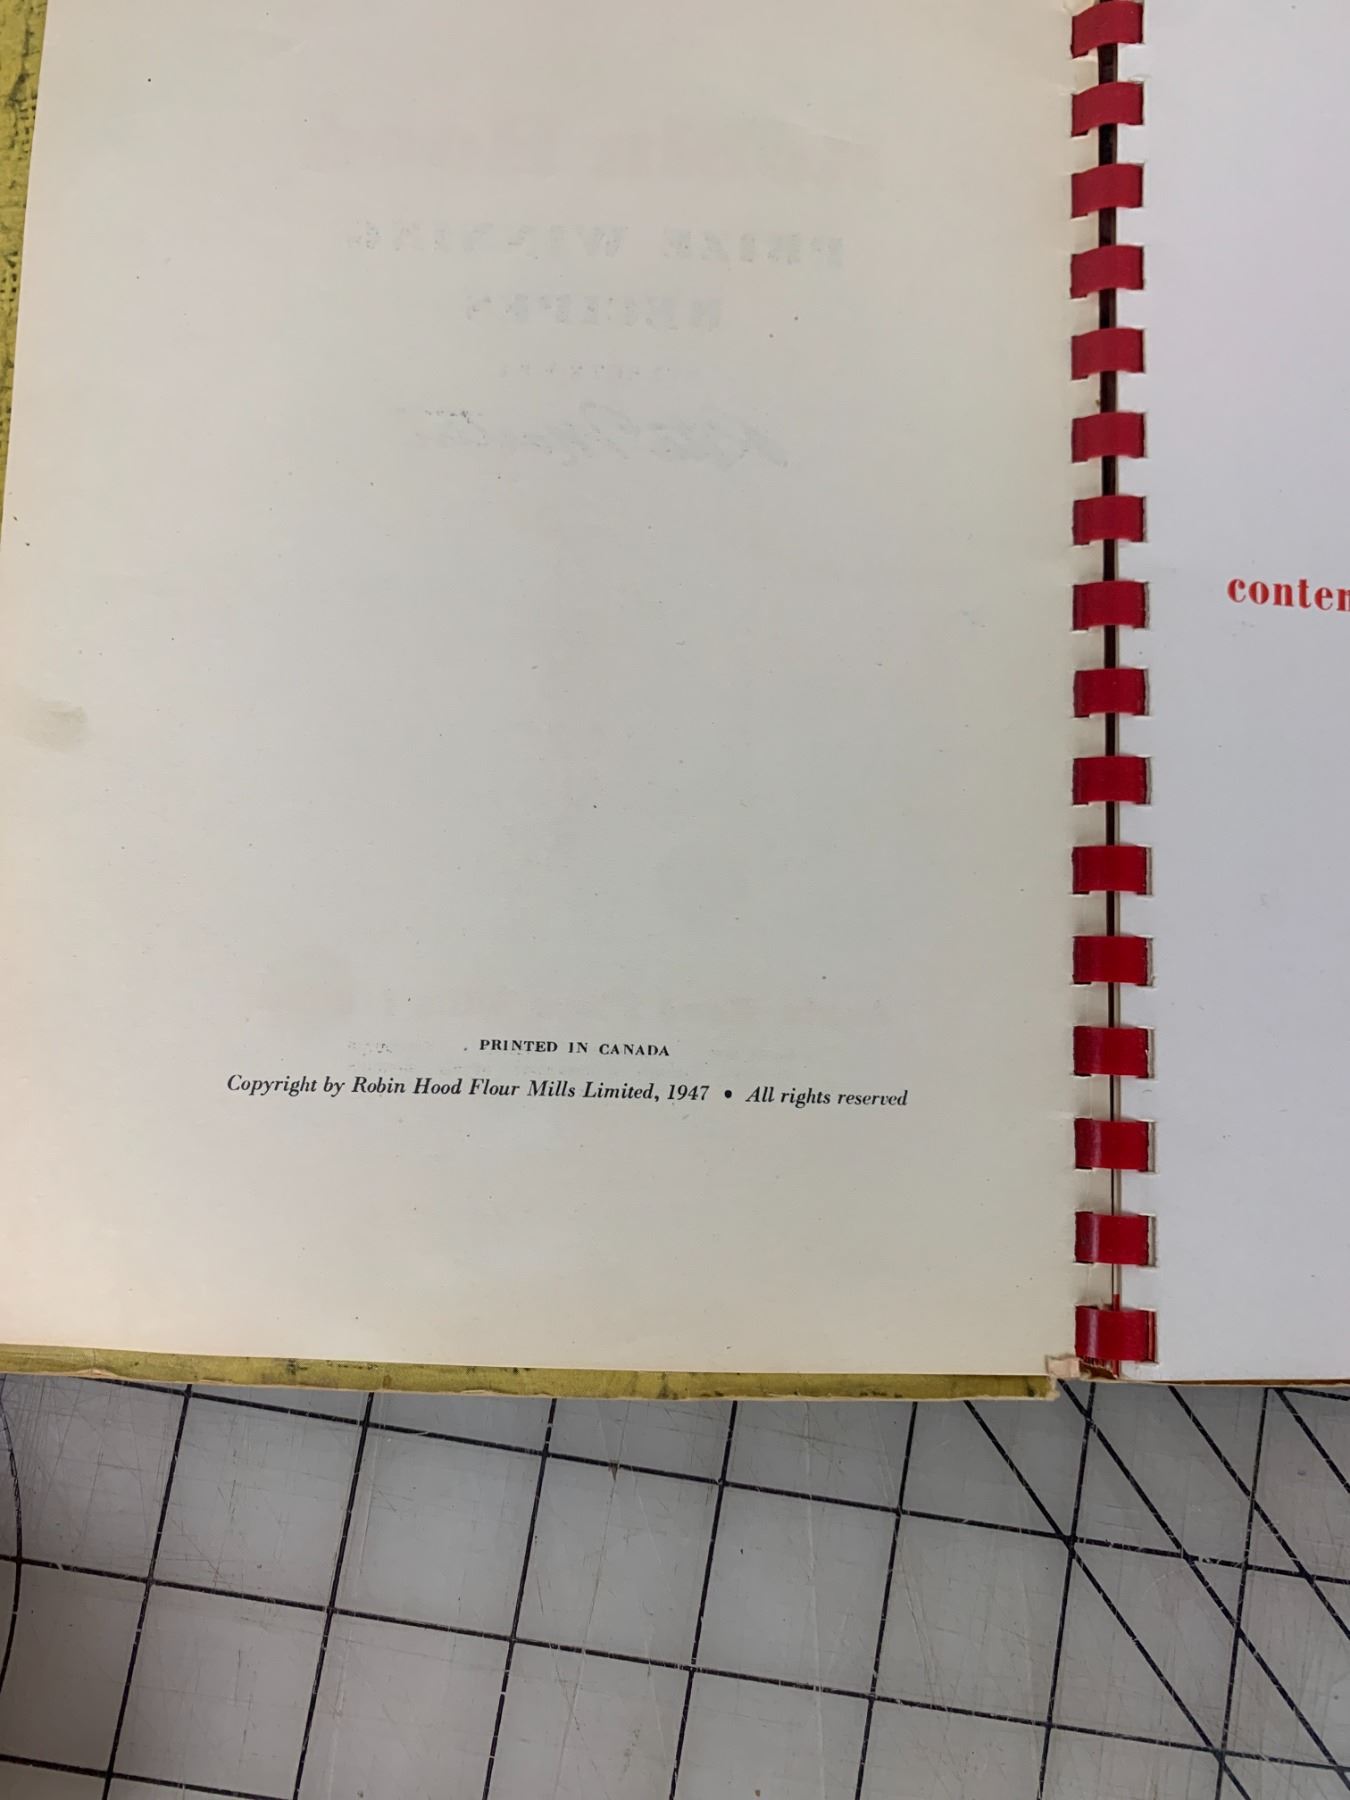 PRINTED IN CANADA
Copyright by Robin Hood Flour Mills Limited, 1947 • All rights reserved
conten